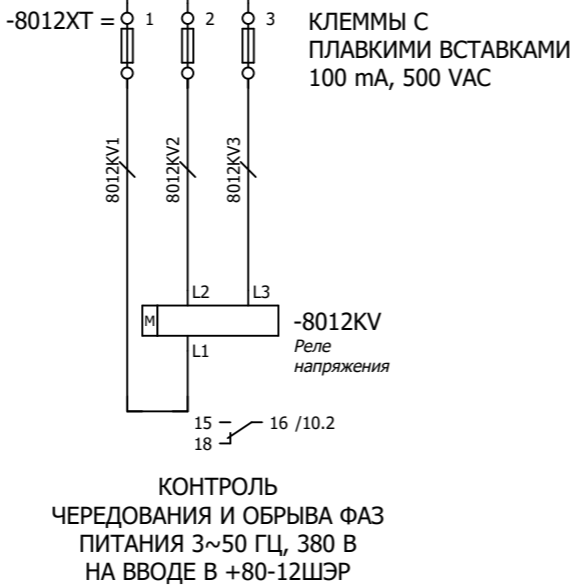 -8012XT = 1 2 3 КЛЕММЫ С
ПЛАВКИМИ ВСТАВКАМИ
100 mA, 500 VAC
8012KV1 8012KV2 8012KV3
L2 L3
M -8012KV
L1 Реле
напряжения
15 16 /10.2
18
КОНТРОЛЬ
ЧЕРЕДОВАНИЯ И ОБРЫВА ФАЗ
ПИТАНИЯ 3~50 ГЦ, 380 В
НА ВВОДЕ В +80-12ШЭР